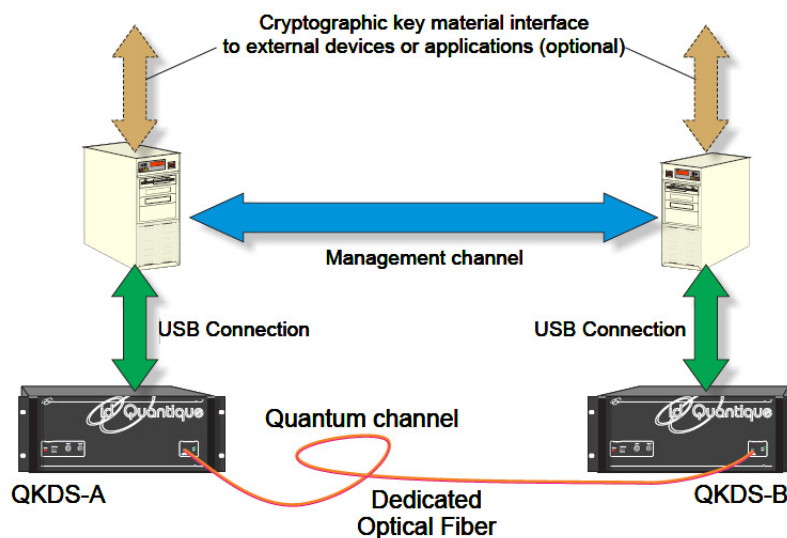 Cryptographic key material interface
to external devices or applications (optional)
Management channel
USB Connection
USB Connection
id Quantique
id Quantique
Quantum channel
QKDS-A
QKDS-B
Dedicated
Optical Fiber